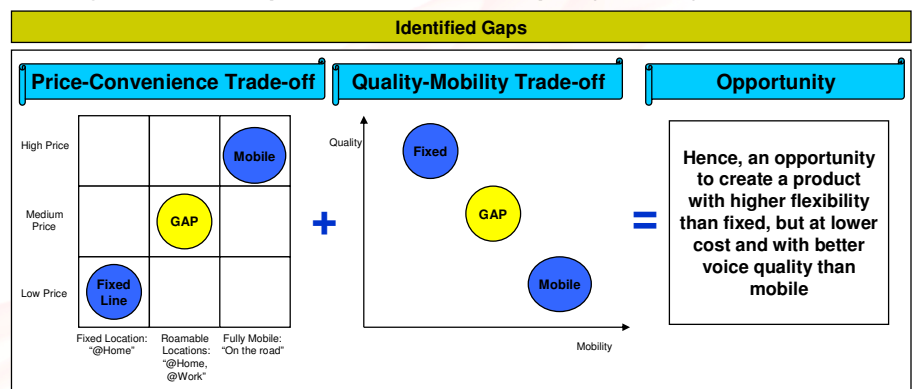 Identified Gaps
Price-Convenience Trade-off
Quality-Mobility Trade-off
Opportunity
High Price
Medium
Price
Low Price
Mobile
GAP
Fixed
Line
Fixed Location:
“@Home”
Roamable
Locations:
“@Home,
@Work”
Fully Mobile:
“On the road”
+
Quality
Fixed
GAP
Mobile
Mobility
=
Hence, an opportunity
to create a product
with higher flexibility
than fixed, but at lower
cost and with better
voice quality than
mobile